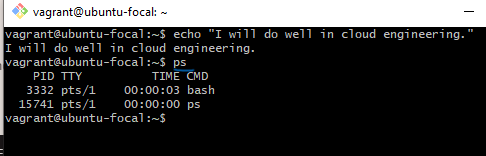 vagrant@ubuntu-focal: ~
vagrant@ubuntu-focal:~$ echo "I will do well in cloud engineering."
I will do well in cloud engineering.
vagrant@ubuntu-focal:~$ ps
    PID TTY          TIME CMD
   3332 pts/1    00:00:03 bash
  15741 pts/1    00:00:00 ps
vagrant@ubuntu-focal:~$